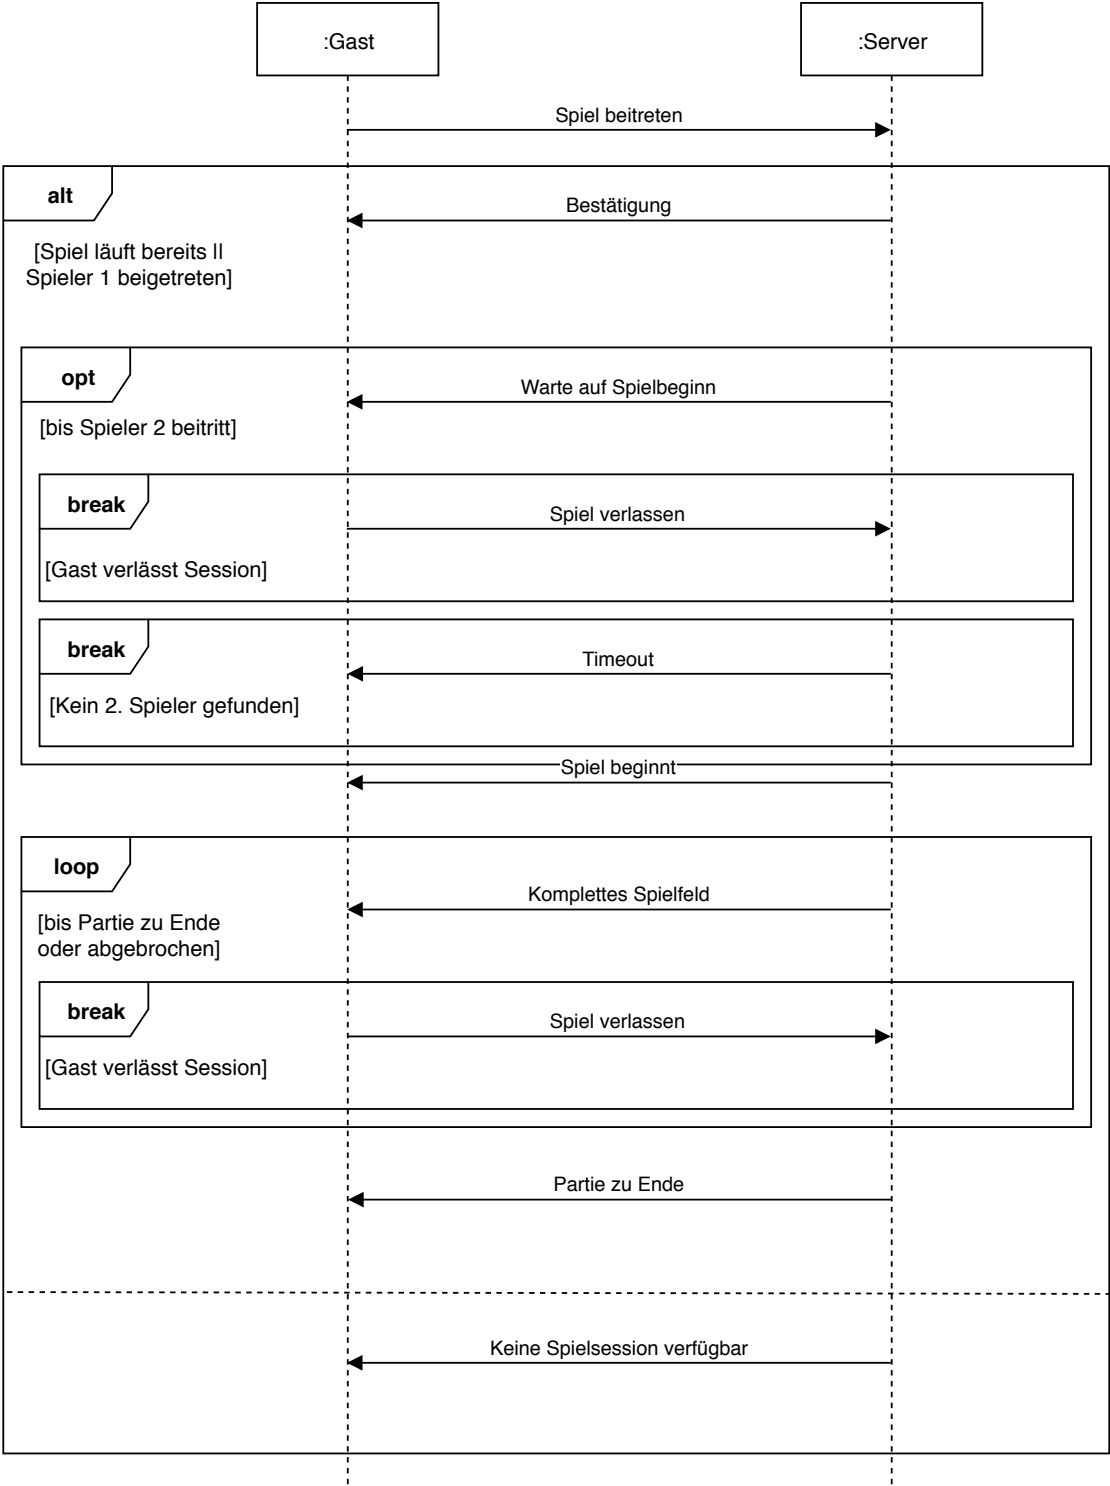 :Gast
:Server
Spiel beitreten
alt
Bestätigung
[Spiel läuft bereits ||
Spieler 1 beigetreten]
opt
Warte auf Spielbeginn
[bis Spieler 2 beitritt]
break
Spiel verlassen
[Gast verlässt Session]
break
Timeout
[Kein 2. Spieler gefunden]
Spiel beginnt
loop
Komplettes Spielfeld
[bis Partie zu Ende
oder abgebrochen]
break
Spiel verlassen
[Gast verlässt Session]
Partie zu Ende
Keine Spielsession verfügbar